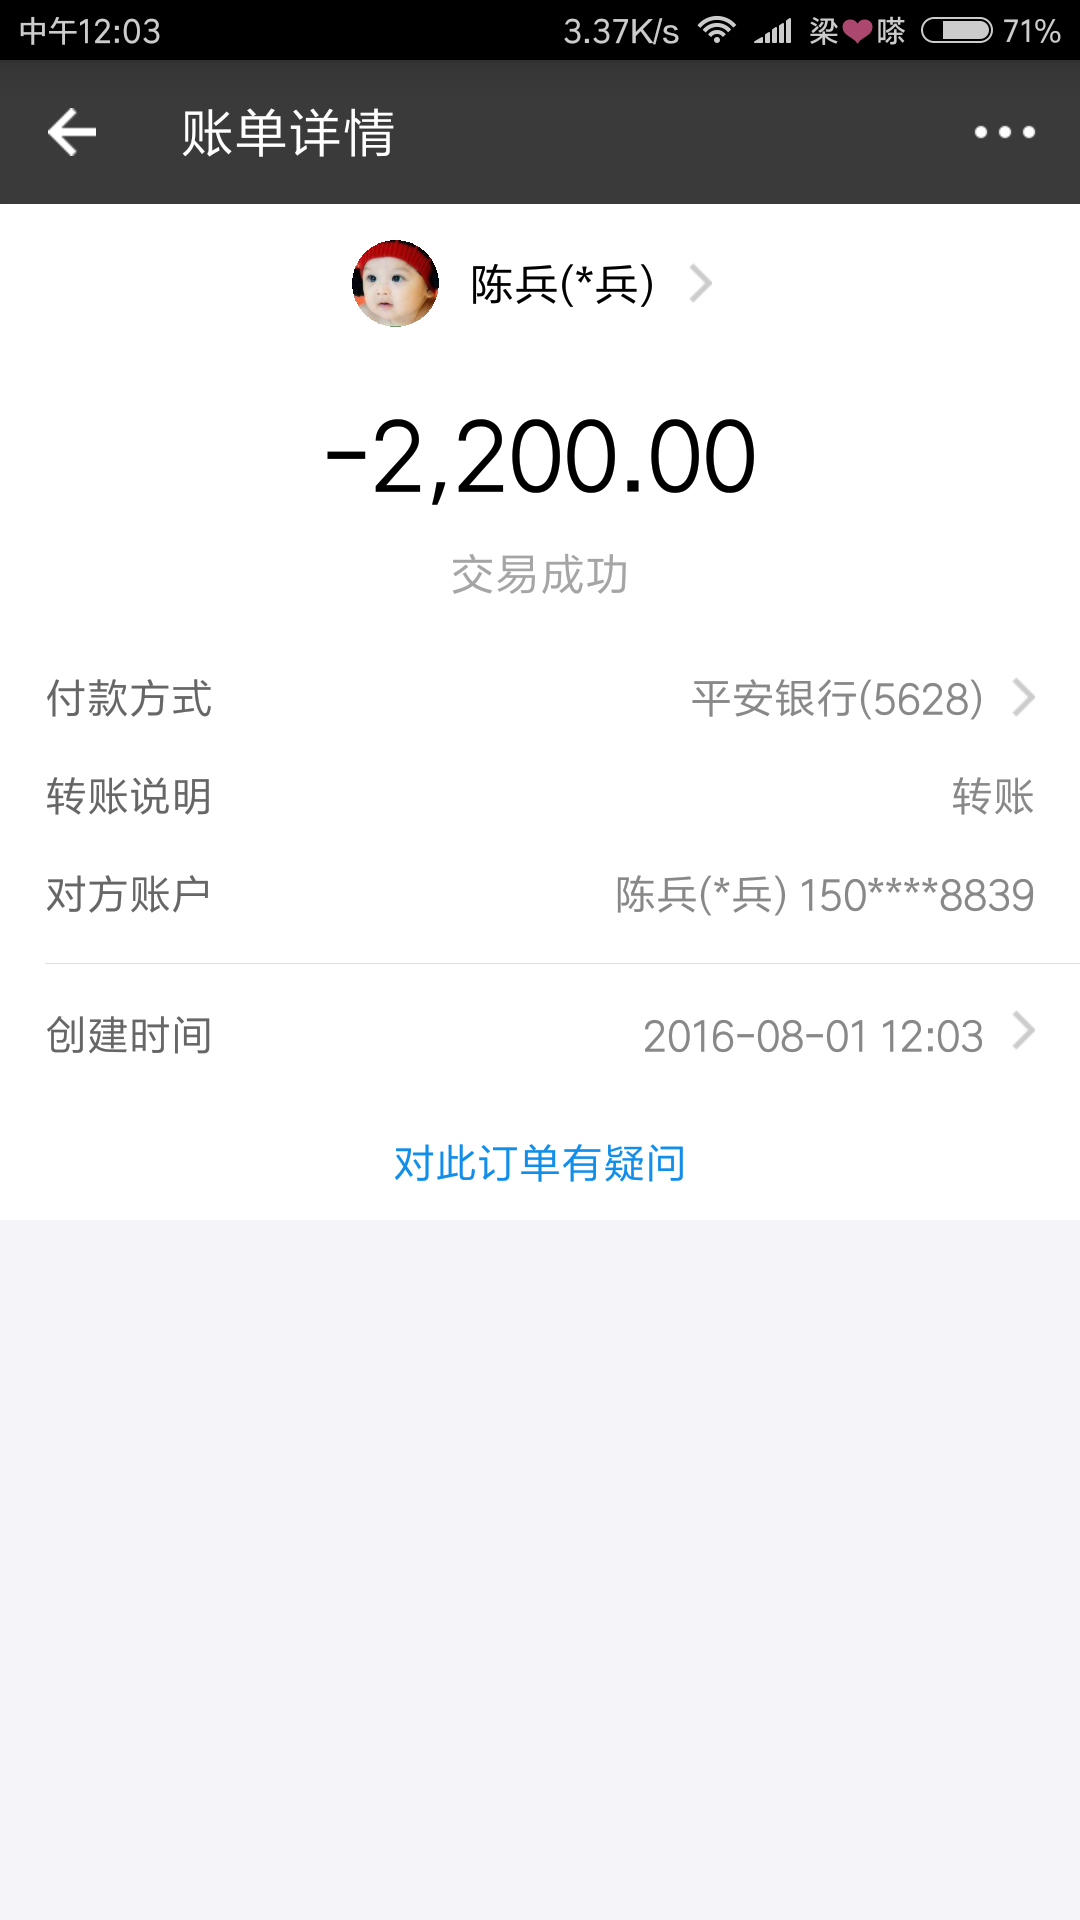 中午12:03 3.37K/s 梁❤嗏 71%
账单详情
陈兵(*兵)
-2,200.00
交易成功
付款方式 平安银行(5628)
转账说明 转账
对方账户 陈兵(*兵) 150****8839
创建时间 2016-08-01 12:03
对此订单有疑问